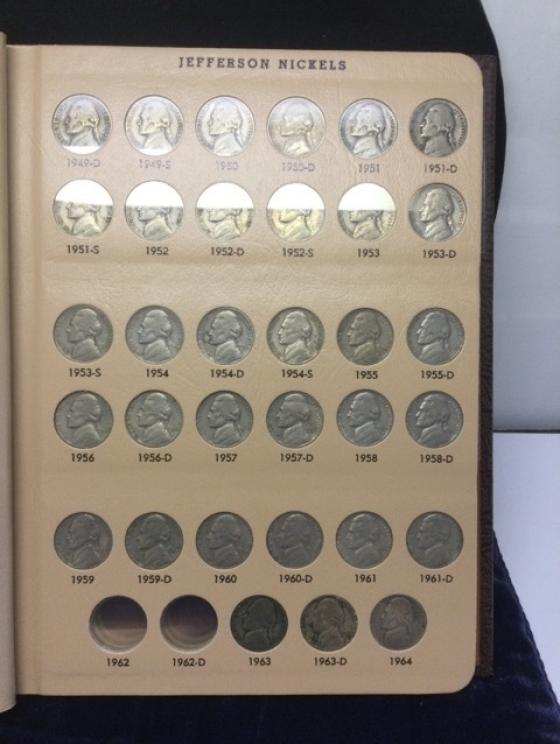 JEFFERSON NICKELS
1949-D 1949-S 1950 1950-D 1951 1951-D
1951-S 1952 1952-D 1952-S 1953 1953-D
1953-S 1954 1954-D 1954-S 1955 1955-D
1956 1956-D 1957 1957-D 1958 1958-D
1959 1959-D 1960 1960-D 1961 1961-D
1962 1962-D 1963 1963-D 1964